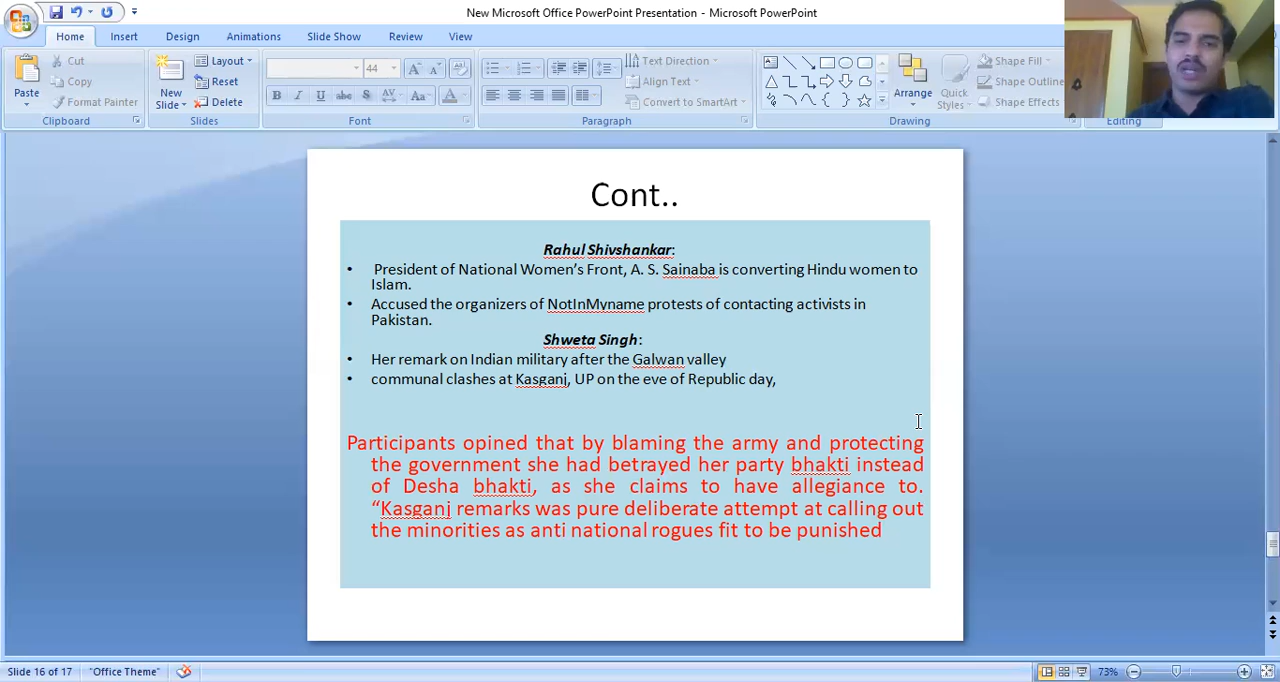 New Microsoft Office PowerPoint Presentation - Microsoft PowerPoint
Home Insert Design Animations Slide Show Review View
Paste
Cut
Copy
Format Painter
Clipboard
New Slide
Layout
Reset
Delete
Slides
44
B I U abc S AV Aa A
Font
Text Direction
Align Text
Convert to SmartArt
Paragraph
Arrange
Quick Styles
Shape Fill
Shape Outline
Shape Effects
Drawing
Editing
Cont..
Rahul Shivshankar:
• President of National Women’s Front, A. S. Sainaba is converting Hindu women to
Islam.
• Accused the organizers of NotInMyname protests of contacting activists in
Pakistan.
Shweta Singh:
• Her remark on Indian military after the Galwan valley
• communal clashes at Kasganj, UP on the eve of Republic day,
Participants opined that by blaming the army and protecting
the government she had betrayed her party bhakti instead
of Desha bhakti, as she claims to have allegiance to.
“Kasganj remarks was pure deliberate attempt at calling out
the minorities as anti national rogues fit to be punished
Slide 16 of 17 "Office Theme" 73%